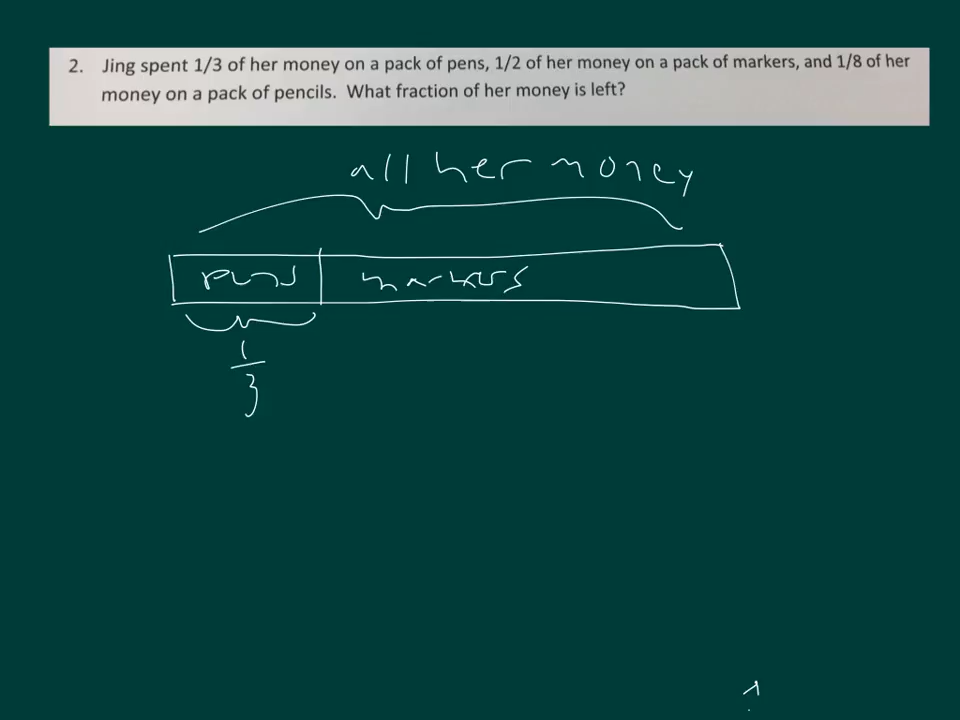 2. Jing spent 1/3 of her money on a pack of pens, 1/2 of her money on a pack of markers, and 1/8 of her
money on a pack of pencils. What fraction of her money is left?
all her money
pens markers
1
3